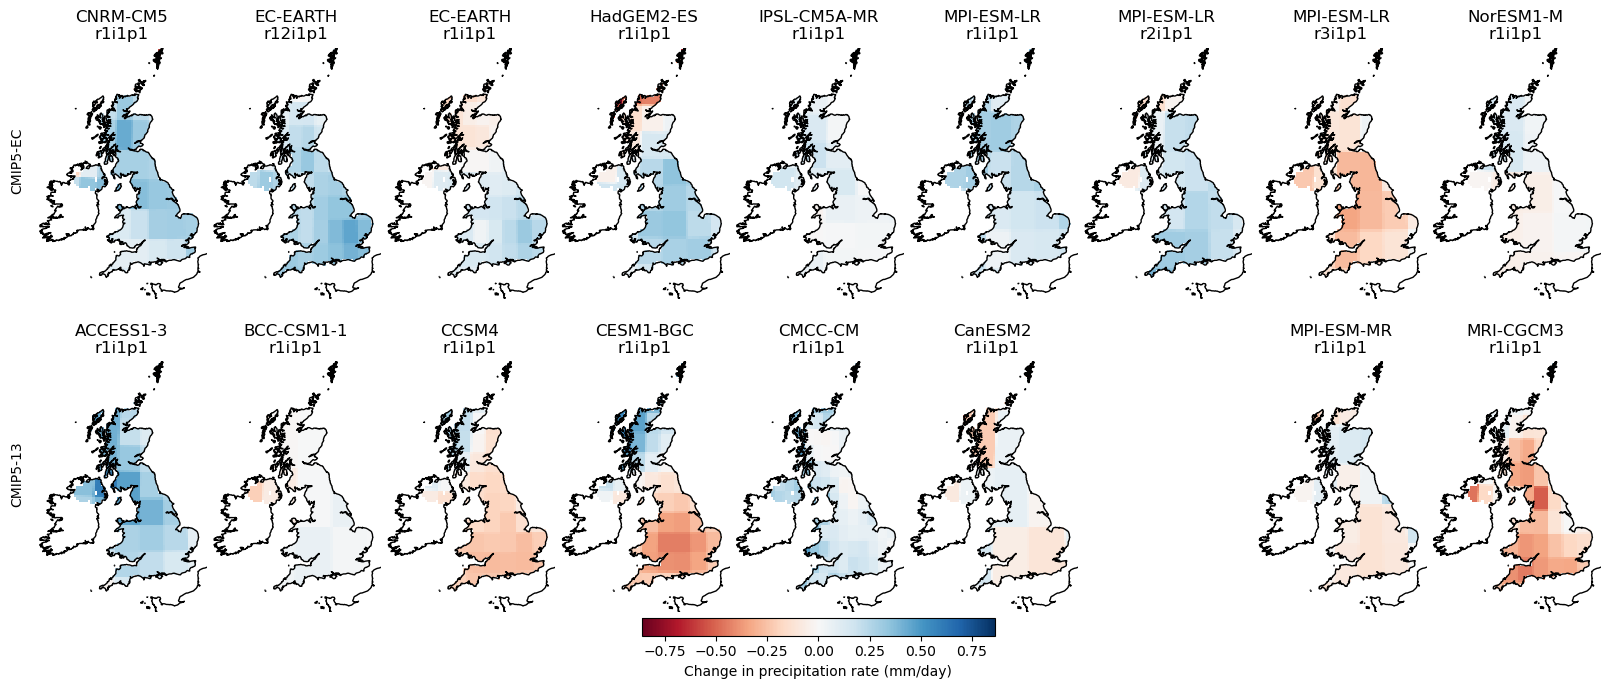 CNRM-CM5
r1i1p1
EC-EARTH
r12i1p1
EC-EARTH
r1i1p1
HadGEM2-ES
r1i1p1
IPSL-CM5A-MR
r1i1p1
MPI-ESM-LR
r1i1p1
MPI-ESM-LR
r2i1p1
MPI-ESM-LR
r3i1p1
NorESM1-M
r1i1p1
CMIP5-EC
ACCESS1-3
r1i1p1
BCC-CSM1-1
r1i1p1
CCSM4
r1i1p1
CESM1-BGC
r1i1p1
CMCC-CM
r1i1p1
CanESM2
r1i1p1
MPI-ESM-MR
r1i1p1
MRI-CGCM3
r1i1p1
CMIP5-13
−0.75 −0.50 −0.25 0.00 0.25 0.50 0.75
Change in precipitation rate (mm/day)